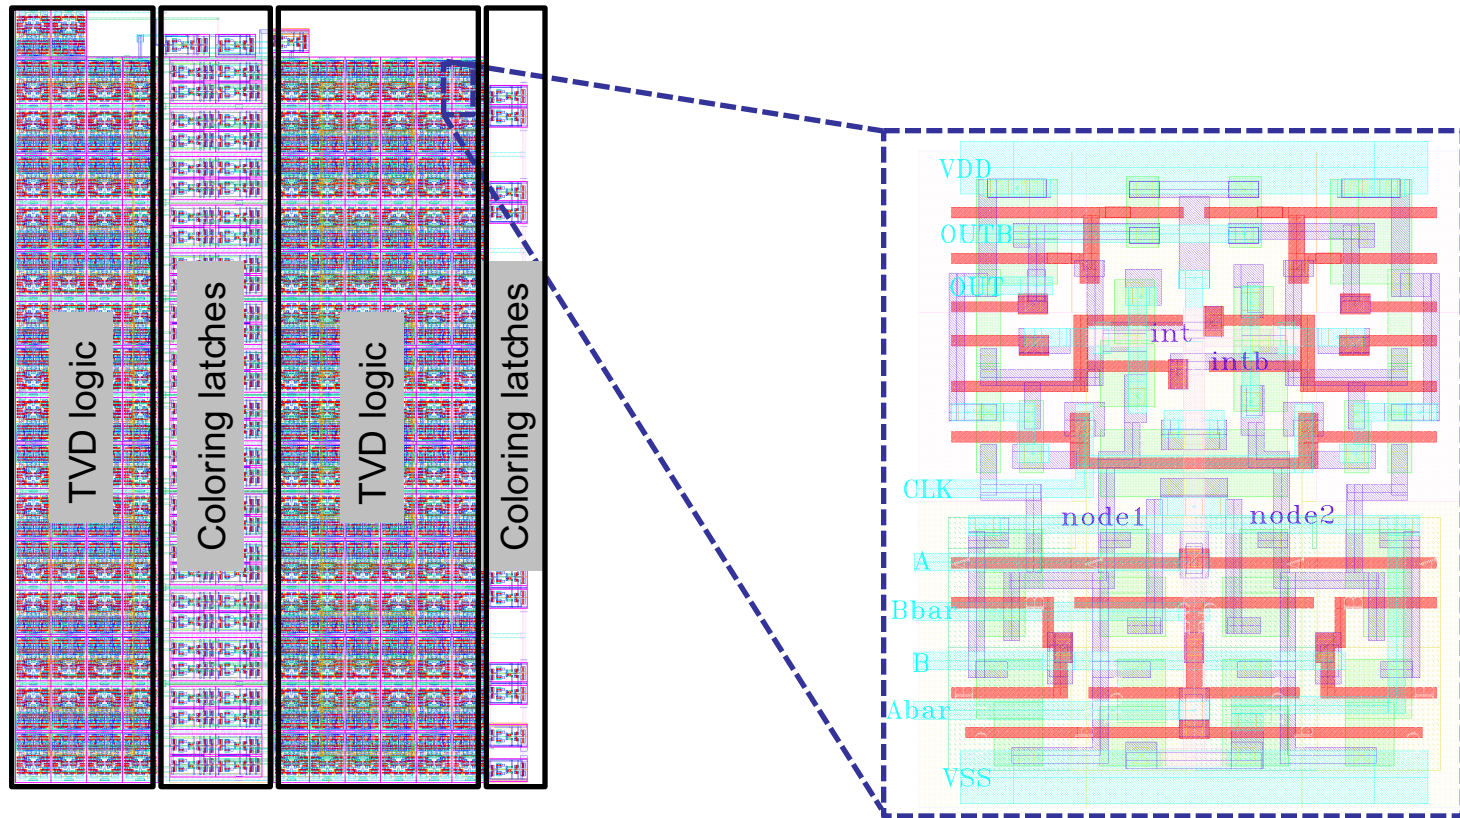 TVD logic
Coloring latches
TVD logic
Coloring latches
VDD
OUTB
OUT
int
intb
CLK
node1
node2
A
Bbar
B
Abar
VSS